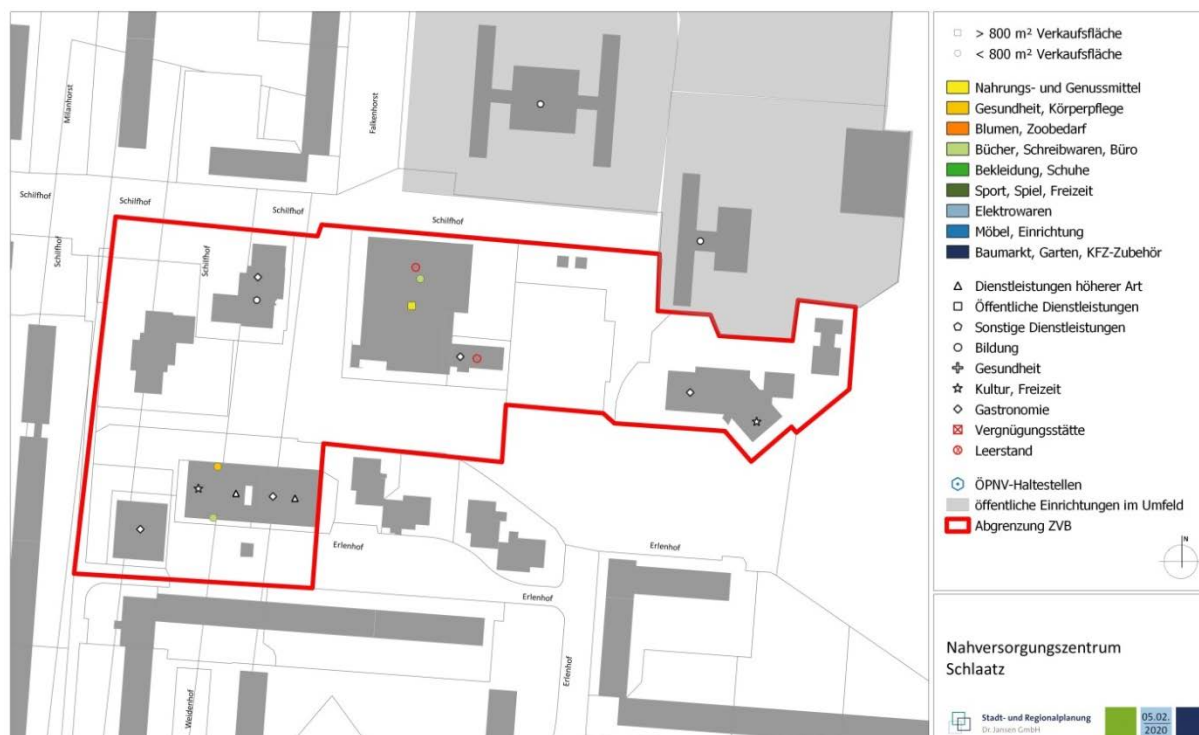 Milanhorst
Falkenhorst
Schilfhof
Schilfhof
Schilfhof
Schilfhof
Schilfhof
Schilfhof
Erlenhof
Erlenhof
Erlenhof
Erlenhof
Weidenhof
> 800 m² Verkaufsfläche
< 800 m² Verkaufsfläche
Nahrungs- und Genussmittel
Gesundheit, Körperpflege
Blumen, Zoobedarf
Bücher, Schreibwaren, Büro
Bekleidung, Schuhe
Sport, Spiel, Freizeit
Elektrowaren
Möbel, Einrichtung
Baumarkt, Garten, KFZ-Zubehör
Dienstleistungen höherer Art
Öffentliche Dienstleistungen
Sonstige Dienstleistungen
Bildung
Gesundheit
Kultur, Freizeit
Gastronomie
Vergnügungsstätte
Leerstand
ÖPNV-Haltestellen
öffentliche Einrichtungen im Umfeld
Abgrenzung ZVB
N
Nahversorgungszentrum
Schlaatz
Stadt- und Regionalplanung
Dr. Jansen GmbH
05.02.
2020